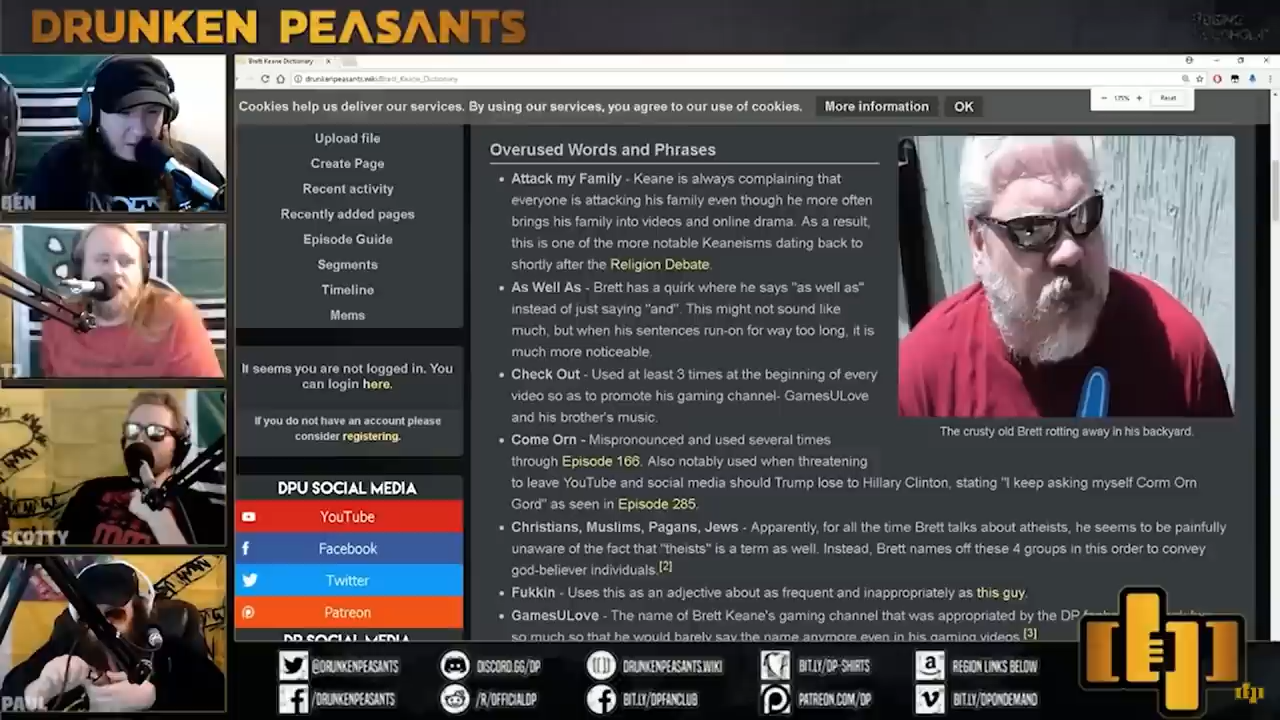 DRUNKEN PEASANTS
Brett Keane Dictionary
drunkenpeasants.wiki/Brett_Keane_Dictionary
Cookies help us deliver our services. By using our services, you agree to our use of cookies.
More information
OK
175%
Reset
Upload file
Create Page
Recent activity
Recently added pages
Episode Guide
Segments
Timeline
Mems
It seems you are not logged in. You
can login here.
If you do not have an account please
consider registering.
DPU SOCIAL MEDIA
YouTube
Facebook
Twitter
Patreon
DP SOCIAL MEDIA
Overused Words and Phrases
Attack my Family - Keane is always complaining that
everyone is attacking his family even though he more often
brings his family into videos and online drama. As a result,
this is one of the more notable Keaneisms dating back to
shortly after the Religion Debate.
As Well As - Brett has a quirk where he says "as well as"
instead of just saying "and". This might not sound like
much, but when his sentences run-on for way too long, it is
much more noticeable.
Check Out - Used at least 3 times at the beginning of every
video so as to promote his gaming channel- GamesULove
and his brother's music.
Come Orn - Mispronounced and used several times
through Episode 166. Also notably used when threatening
to leave YouTube and social media should Trump lose to Hillary Clinton, stating "I keep asking myself Corm Orn
Gord" as seen in Episode 285.
Christians, Muslims, Pagans, Jews - Apparently, for all the time Brett talks about atheists, he seems to be painfully
unaware of the fact that "theists" is a term as well. Instead, Brett names off these 4 groups in this order to convey
god-believer individuals.[2]
Fukkin - Uses this as an adjective about as frequent and inappropriately as this guy.
GamesULove - The name of Brett Keane's gaming channel that was appropriated by the DP
so much so that he would barely say the name anymore even in his gaming videos.[3]
The crusty old Brett rotting away in his backyard.
BEN
TJ
SCOTTY
PAUL
@DRUNKENPEASANTS
DISCORD.GG/DP
DRUNKENPEASANTS.WIKI
BIT.LY/DP-SHIRTS
REGION LINKS BELOW
/DRUNKENPEASANTS
/R/OFFICIALDP
BIT.LY/DPFANCLUB
PATREON.COM/DP
BIT.LY/DPONDEMAND